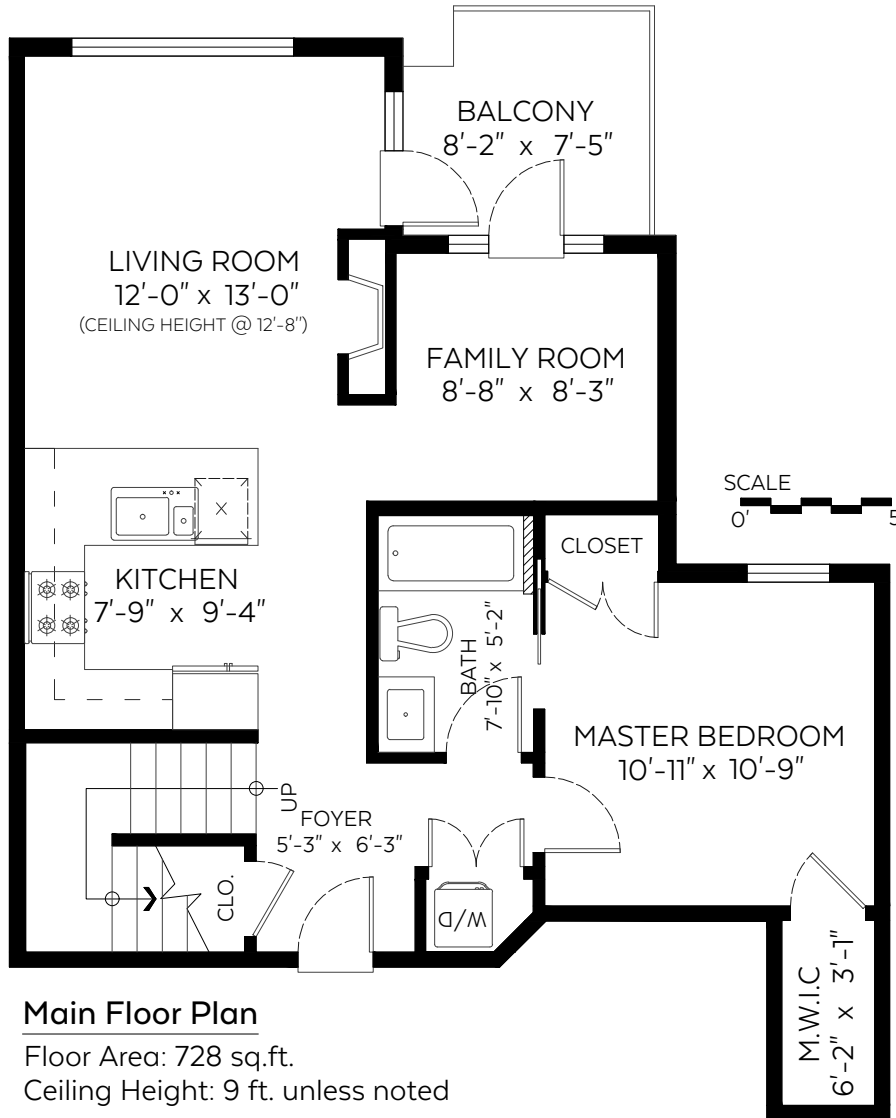 BALCONY
8'-2" x 7'-5"
LIVING ROOM
12'-0" x 13'-0"
(CEILING HEIGHT @ 12'-8")
FAMILY ROOM
8'-8" x 8'-3"
SCALE
0'
5
CLOSET
KITCHEN
7'-9" x 9'-4"
X
BATH
7'-10" x 5'-2"
MASTER BEDROOM
10'-11" x 10'-9"
UP
FOYER
5'-3" x 6'-3"
CLO.
W/D
M.W.I.C
6'-2" x 3'-1"
Main Floor Plan
Floor Area: 728 sq.ft.
Ceiling Height: 9 ft. unless noted